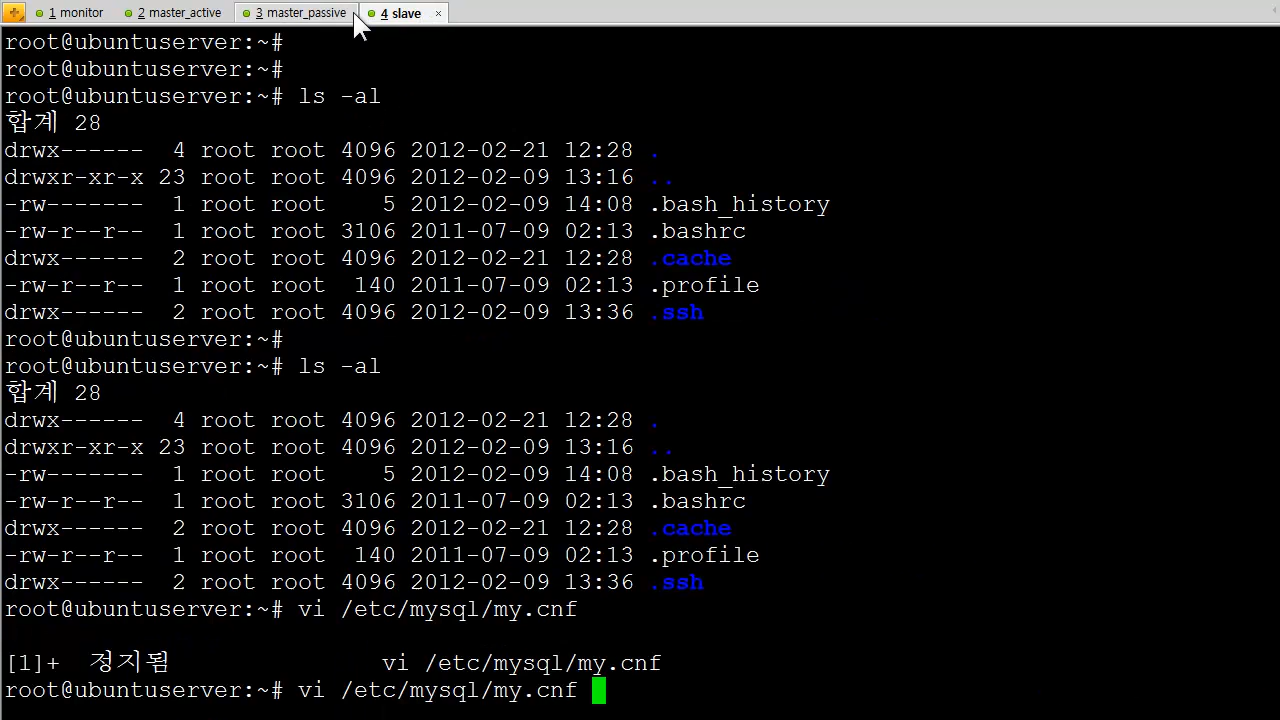 1 monitor 2 master_active 3 master_passive 4 slave ×
root@ubuntuserver:~#
root@ubuntuserver:~#
root@ubuntuserver:~# ls -al
합계 28
drwx------ 4 root root 4096 2012-02-21 12:28 .
drwxr-xr-x 23 root root 4096 2012-02-09 13:16 ..
-rw------- 1 root root 5 2012-02-09 14:08 .bash_history
-rw-r--r-- 1 root root 3106 2011-07-09 02:13 .bashrc
drwx------ 2 root root 4096 2012-02-21 12:28 .cache
-rw-r--r-- 1 root root 140 2011-07-09 02:13 .profile
drwx------ 2 root root 4096 2012-02-09 13:36 .ssh
root@ubuntuserver:~#
root@ubuntuserver:~# ls -al
합계 28
drwx------ 4 root root 4096 2012-02-21 12:28 .
drwxr-xr-x 23 root root 4096 2012-02-09 13:16 ..
-rw------- 1 root root 5 2012-02-09 14:08 .bash_history
-rw-r--r-- 1 root root 3106 2011-07-09 02:13 .bashrc
drwx------ 2 root root 4096 2012-02-21 12:28 .cache
-rw-r--r-- 1 root root 140 2011-07-09 02:13 .profile
drwx------ 2 root root 4096 2012-02-09 13:36 .ssh
root@ubuntuserver:~# vi /etc/mysql/my.cnf
[1]+ 정지됨 vi /etc/mysql/my.cnf
root@ubuntuserver:~# vi /etc/mysql/my.cnf